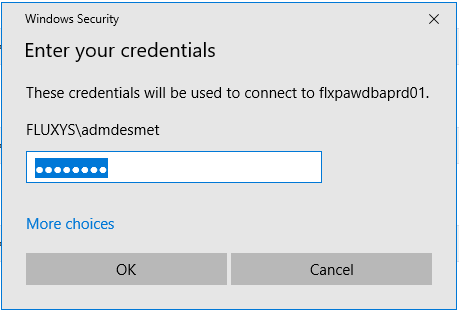 Windows Security
Enter your credentials
These credentials will be used to connect to flxpawdbaprd01.
FLUXYS\admdesmet
••••••••
More choices
OK
Cancel